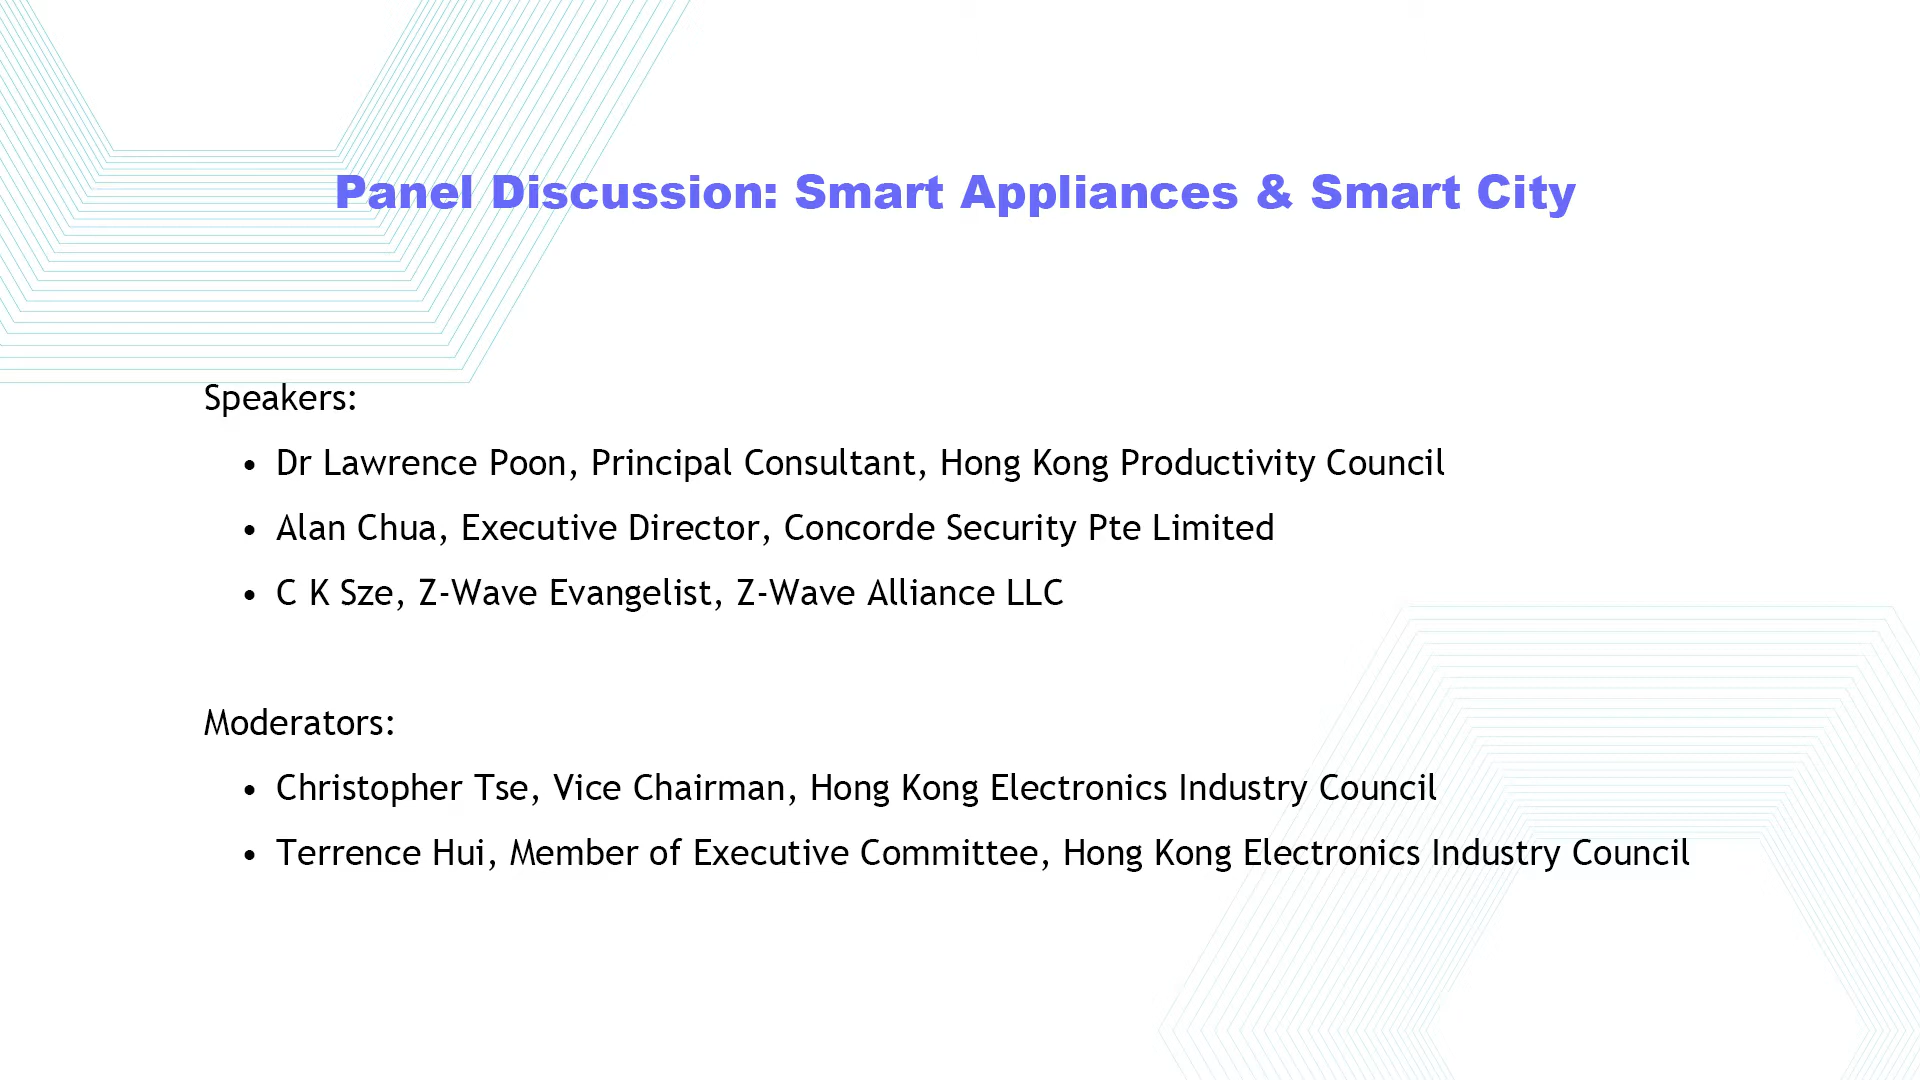 Panel Discussion: Smart Appliances & Smart City
Speakers:
• Dr Lawrence Poon, Principal Consultant, Hong Kong Productivity Council
• Alan Chua, Executive Director, Concorde Security Pte Limited
• C K Sze, Z-Wave Evangelist, Z-Wave Alliance LLC
Moderators:
• Christopher Tse, Vice Chairman, Hong Kong Electronics Industry Council
• Terrence Hui, Member of Executive Committee, Hong Kong Electronics Industry Council